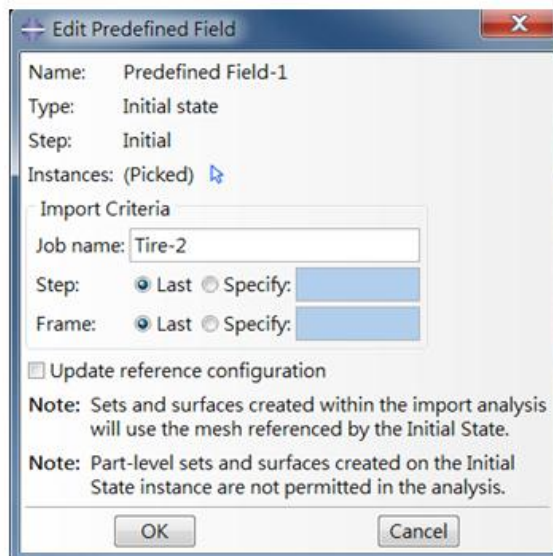 Edit Predefined Field
Name: Predefined Field-1
Type: Initial state
Step: Initial
Instances: (Picked)
Import Criteria
Job name: Tire-2
Step: Last Specify:
Frame: Last Specify:
Update reference configuration
Note: Sets and surfaces created within the import analysis
will use the mesh referenced by the Initial State.
Note: Part-level sets and surfaces created on the Initial
State instance are not permitted in the analysis.
OK Cancel